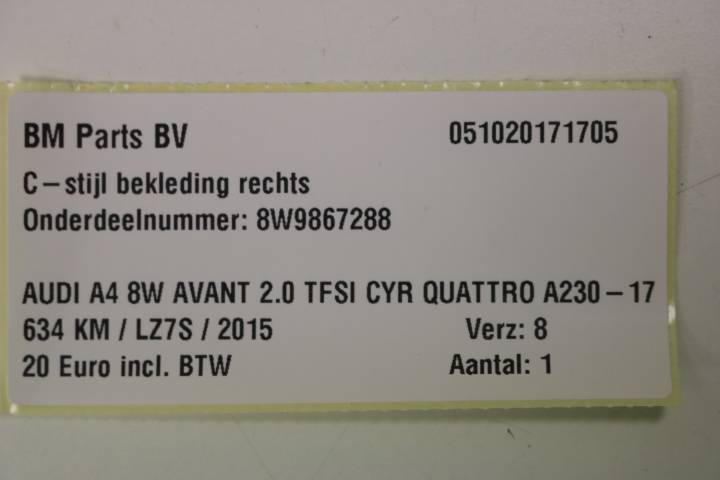 BM Parts BV 051020171705
C-stijl bekleding rechts
Onderdeelnummer: 8W9867288
AUDI A4 8W AVANT 2.0 TFSI CYR QUATTRO A230-17
634 KM / LZ7S / 2015 Verz: 8
20 Euro incl. BTW Aantal: 1